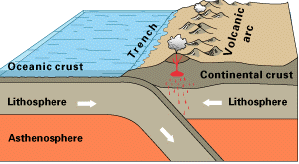 Trench
Volcanic
arc
Oceanic crust
Continental crust
Lithosphere
Lithosphere
Asthenosphere